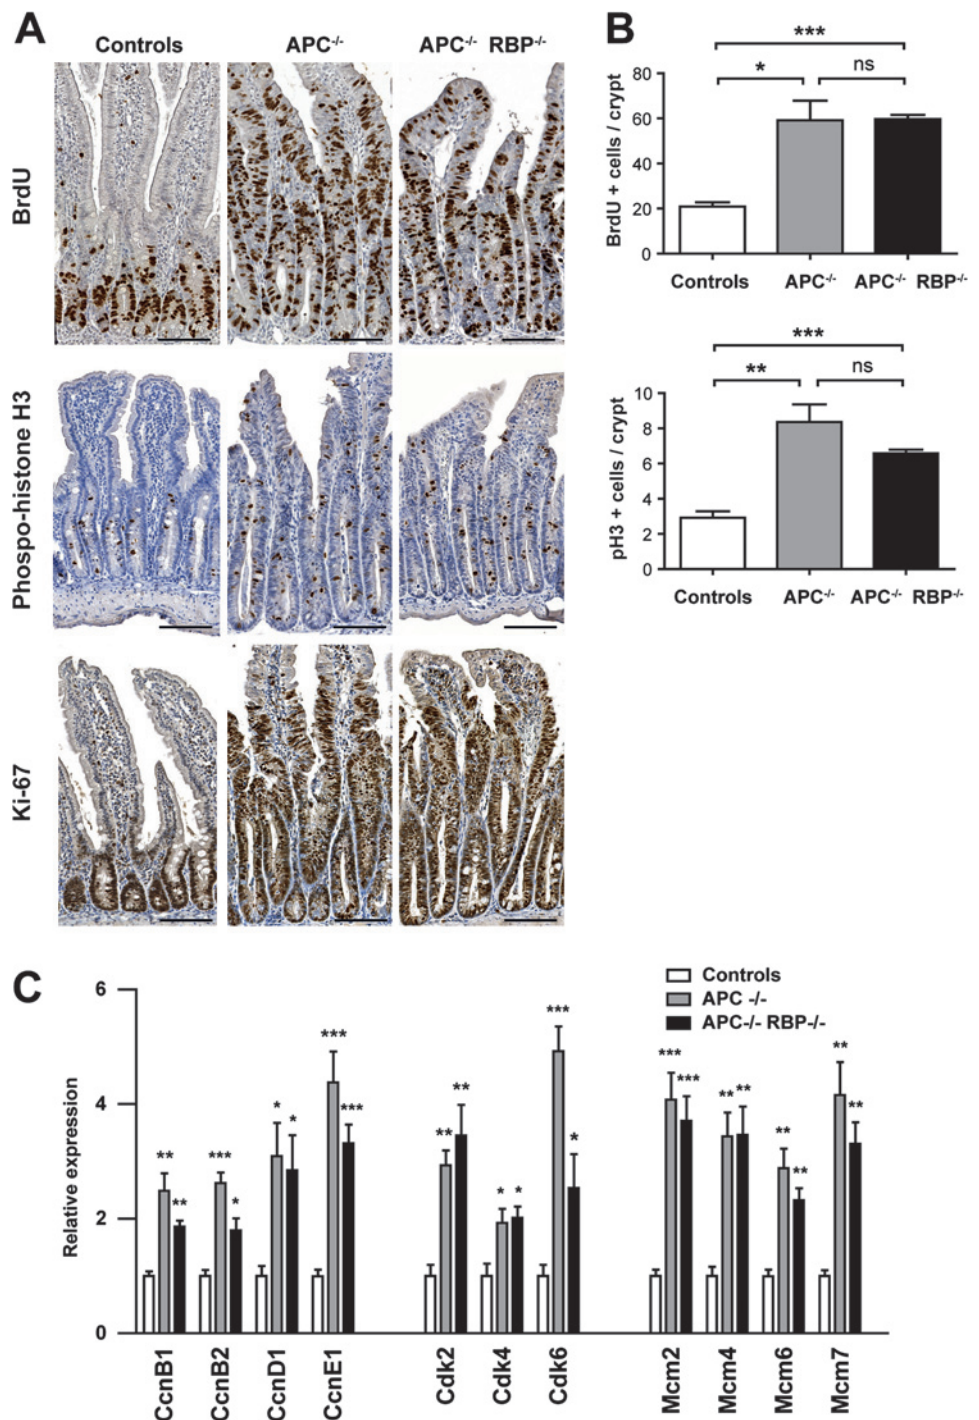 A
Controls
APC-/-
APC-/- RBP-/-
BrdU
Phospo-histone H3
Ki-67
B
***
*
ns
BrdU + cells / crypt
80
60
40
20
0
Controls
APC-/-
APC-/- RBP-/-
***
**
ns
pH3 + cells / crypt
10
8
6
4
2
0
Controls
APC-/-
APC-/- RBP-/-
C
Controls
APC -/-
APC-/- RBP-/-
Relative expression
6
4
2
0
** ** *** * * * *** ***
** ** * * *** *
*** *** ** ** ** ** ** **
CcnB1
CcnB2
CcnD1
CcnE1
Cdk2
Cdk4
Cdk6
Mcm2
Mcm4
Mcm6
Mcm7